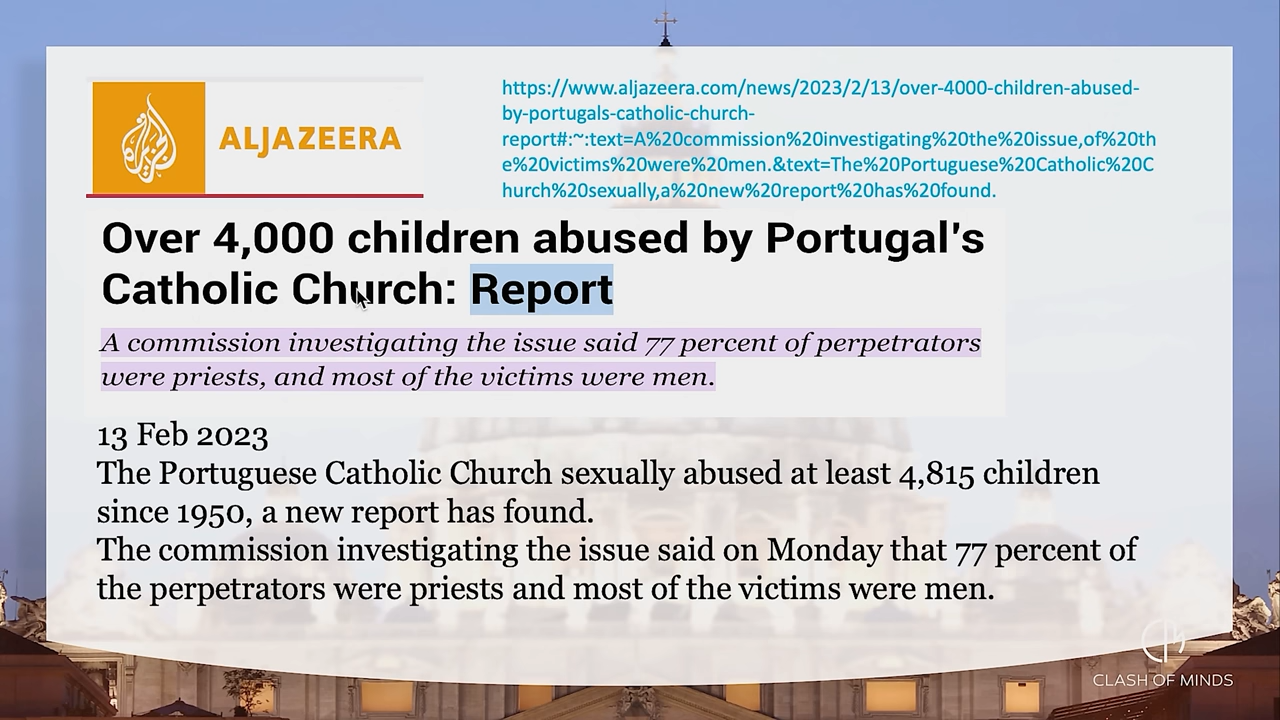 ALJAZEERA
https://www.aljazeera.com/news/2023/2/13/over-4000-children-abused-
by-portugals-catholic-church-
report#:~:text=A%20commission%20investigating%20the%20issue,of%20th
e%20victims%20were%20men.&text=The%20Portuguese%20Catholic%20C
hurch%20sexually,a%20new%20report%20has%20found.
Over 4,000 children abused by Portugal's
Catholic Church: Report
A commission investigating the issue said 77 percent of perpetrators
were priests, and most of the victims were men.
13 Feb 2023
The Portuguese Catholic Church sexually abused at least 4,815 children
since 1950, a new report has found.
The commission investigating the issue said on Monday that 77 percent of
the perpetrators were priests and most of the victims were men.
CLASH OF MINDS